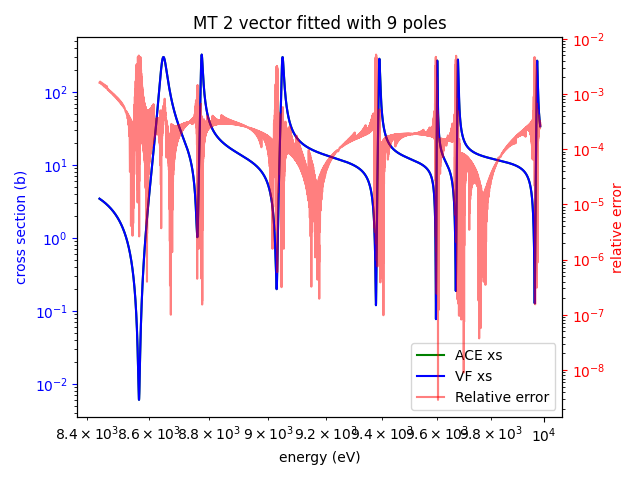 MT 2 vector fitted with 9 poles
10²
10¹
10⁰
10⁻¹
10⁻²
cross section (b)
10⁻²
10⁻³
10⁻⁴
10⁻⁵
10⁻⁶
10⁻⁷
10⁻⁸
relative error
ACE xs
VF xs
Relative error
8.4 × 10³ 8.6 × 10³ 8.8 × 10³ 9 × 10³ 9.2 × 10³ 9.4 × 10³ 9.6 × 10³ 9.8 × 10³ 10⁴
energy (eV)